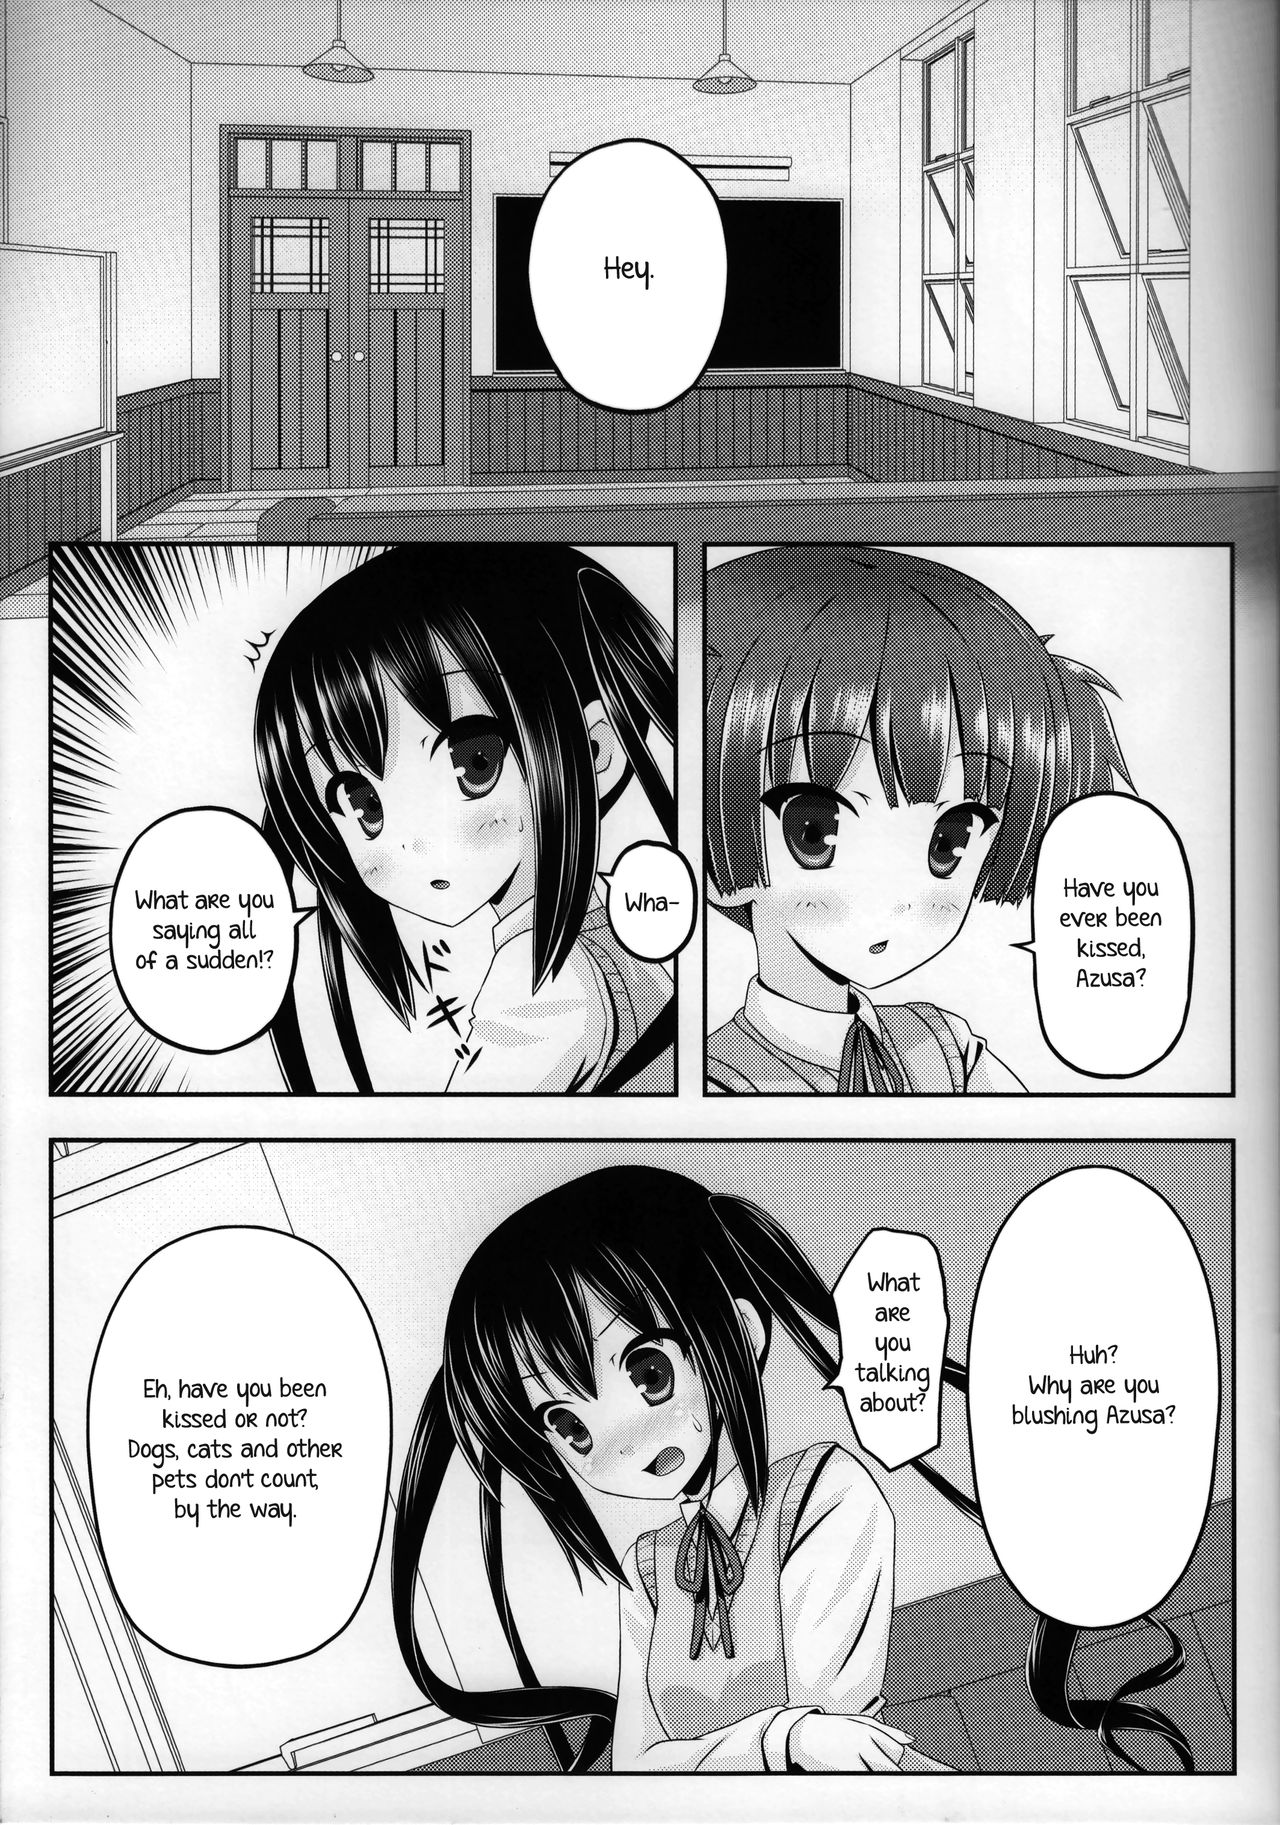 Hey.
Have you
ever been
kissed,
Azusa?
Wha-
What are you
saying all
of a sudden!?
ドキッ
Huh?
Why are you
blushing Azusa?
What
are
you
talking
about?
Eh, have you been
kissed or not?
Dogs, cats and other
pets don't count,
by the way.